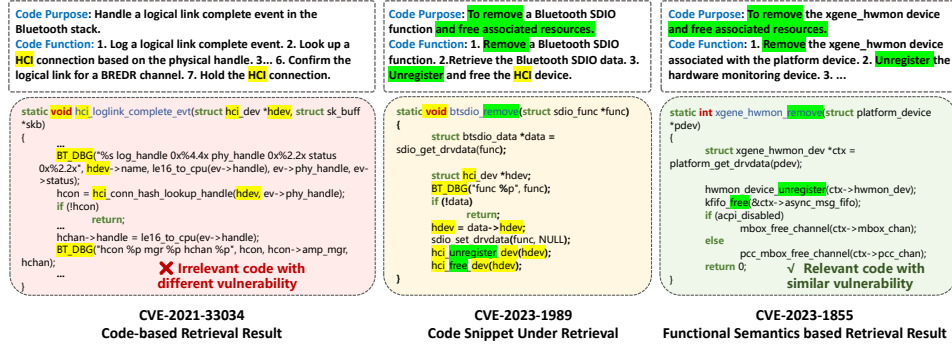 Code Purpose: Handle a logical link complete event in the
Bluetooth stack.
Code Function: 1. Log a logical link complete event. 2. Look up a
HCI connection based on the physical handle. 3... 6. Confirm the
logical link for a BREDR channel. 7. Hold the HCI connection.
static void hci_loglink_complete_evt(struct hci_dev *hdev, struct sk_buff
*skb)
{
...
BT_DBG("%s log_handle 0x%4.4x phy_handle 0x%2.2x status
0x%2.2x", hdev->name, le16_to_cpu(ev->handle), ev->phy_handle, ev-
>status);
hcon = hci_conn_hash_lookup_handle(hdev, ev->phy_handle);
if (!hcon)
return;
...
hchan->handle = le16_to_cpu(ev->handle);
BT_DBG("hcon %p mgr %p hchan %p", hcon, hcon->amp_mgr,
hchan);
...
}
❌ Irrelevant code with
different vulnerability
CVE-2021-33034
Code-based Retrieval Result
Code Purpose: To remove a Bluetooth SDIO
function and free associated resources.
Code Function: 1. Remove a Bluetooth SDIO
function. 2.Retrieve the Bluetooth SDIO data. 3.
Unregister and free the HCI device.
static void btsdio_remove(struct sdio_func *func)
{
struct btsdio_data *data =
sdio_get_drvdata(func);
struct hci_dev *hdev;
BT_DBG("func %p", func);
if (!data)
return;
hdev = data->hdev;
sdio_set_drvdata(func, NULL);
hci_unregister_dev(hdev);
hci_free_dev(hdev);
}
CVE-2023-1989
Code Snippet Under Retrieval
Code Purpose: To remove the xgene_hwmon device
and free associated resources.
Code Function: 1. Remove the xgene_hwmon device
associated with the platform device. 2. Unregister the
hardware monitoring device. 3. ...
static int xgene_hwmon_remove(struct platform_device
*pdev)
{
struct xgene_hwmon_dev *ctx =
platform_get_drvdata(pdev);
hwmon_device_unregister(ctx->hwmon_dev);
kfifo_free(&ctx->async_msg_fifo);
if (acpi_disabled)
mbox_free_channel(ctx->mbox_chan);
else
pcc_mbox_free_channel(ctx->pcc_chan);
return 0;
}
√ Relevant code with
similar vulnerability
CVE-2023-1855
Functional Semantics based Retrieval Result